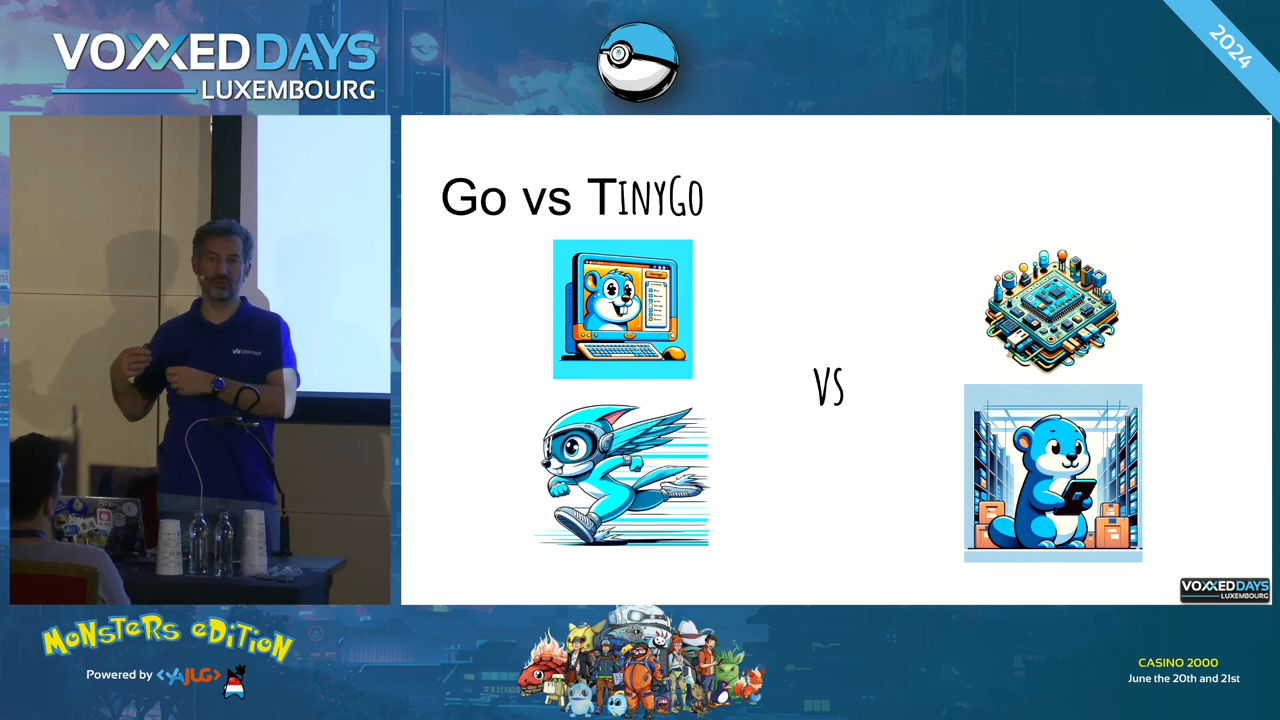 VOXXEDDAYS
LUXEMBOURG
2024
Go vs TINYGO
VS
VOXXEDDAYS
LUXEMBOURG
MONSTERS EDITION
Powered by <YAJUG>
CASINO 2000
June the 20th and 21st